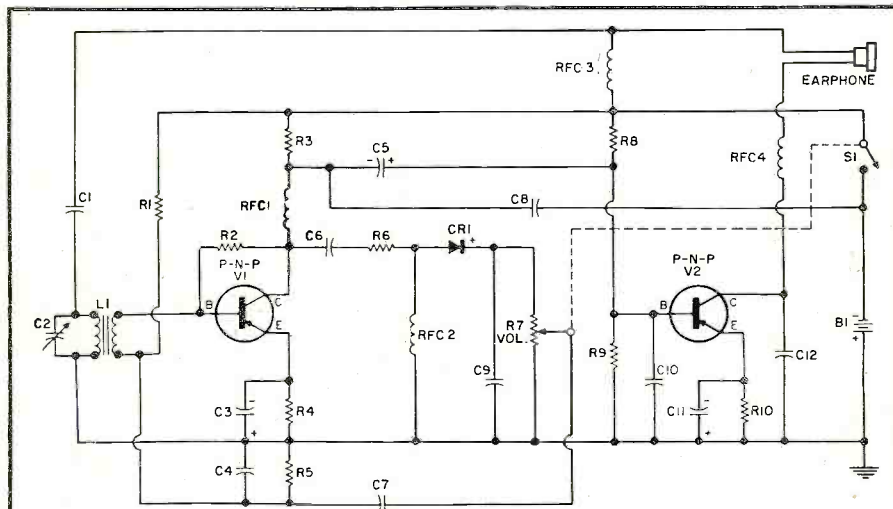 RFC 3
EARPHONE
R3
R8
C5
- +
RFC4
S1
C1
R1
RFC1
C8
R2
C6
R6
CR1
+
P-N-P
V1
P-N-P
V2
C2
L1
B
C
E
R7
VOL.
B
C
E
B1
+
RFC 2
C9
R9
C10
C12
C3
-
+
R4
C11
-
+
R10
C4
R5
C7